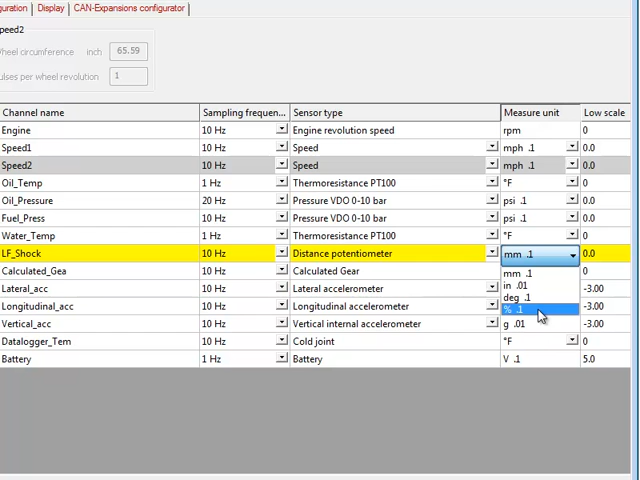 guration Display CAN-Expansions configurator
peed2
Wheel circumference inch 65.59
ulses per wheel revolution 1
Channel name Sampling frequen... Sensor type Measure unit Low scale
Engine 10 Hz Engine revolution speed rpm 0
Speed1 10 Hz Speed mph .1 0.0
Speed2 10 Hz Speed mph .1 0.0
Oil_Temp 1 Hz Thermoresistance PT100 °F 0
Oil_Pressure 20 Hz Pressure VDO 0-10 bar psi .1 0.0
Fuel_Press 10 Hz Pressure VDO 0-10 bar psi .1 0.0
Water_Temp 1 Hz Thermoresistance PT100 °F 0
LF_Shock 10 Hz Distance potentiometer mm .1 0.0
Calculated_Gea 10 Hz Calculated Gear mm .1 0
Lateral_acc 10 Hz Lateral accelerometer in .01 -3.00
Longitudinal_acc 10 Hz Longitudinal accelerometer deg .1 -3.00
% .1
Vertical_acc 10 Hz Vertical internal accelerometer g .01 -3.00
Datalogger_Tem 10 Hz Cold joint °F 0
Battery 1 Hz Battery V .1 5.0